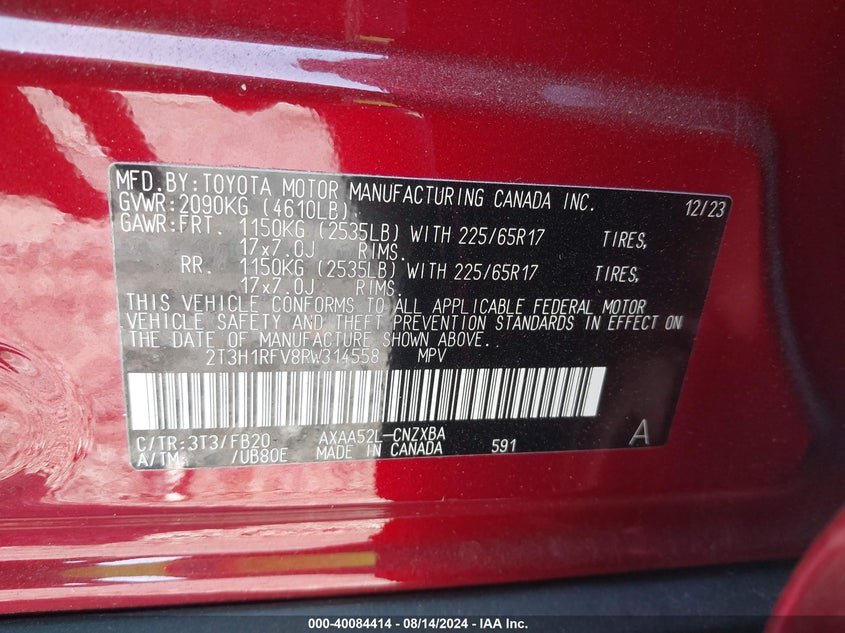 MFD.BY:TOYOTA MOTOR MANUFACTURING CANADA INC. 12/23
GVWR:2090KG (4610LB)
GAWR:FRT. 1150KG (2535LB) WITH 225/65R17 TIRES,
17x7.0J RIMS.
RR. 1150KG (2535LB) WITH 225/65R17 TIRES,
17x7.0J RIMS.
THIS VEHICLE CONFORMS TO ALL APPLICABLE FEDERAL MOTOR
VEHICLE SAFETY AND THEFT PREVENTION STANDARDS IN EFFECT ON
THE DATE OF MANUFACTURE SHOWN ABOVE.
2T3H1RFV8RW314558 MPV
C/TR:3T3/FB20 AXAA52L-CNZXBA 591 A
A/TM. /UB80E MADE IN CANADA
000-40084414 - 08/14/2024 - IAA Inc.